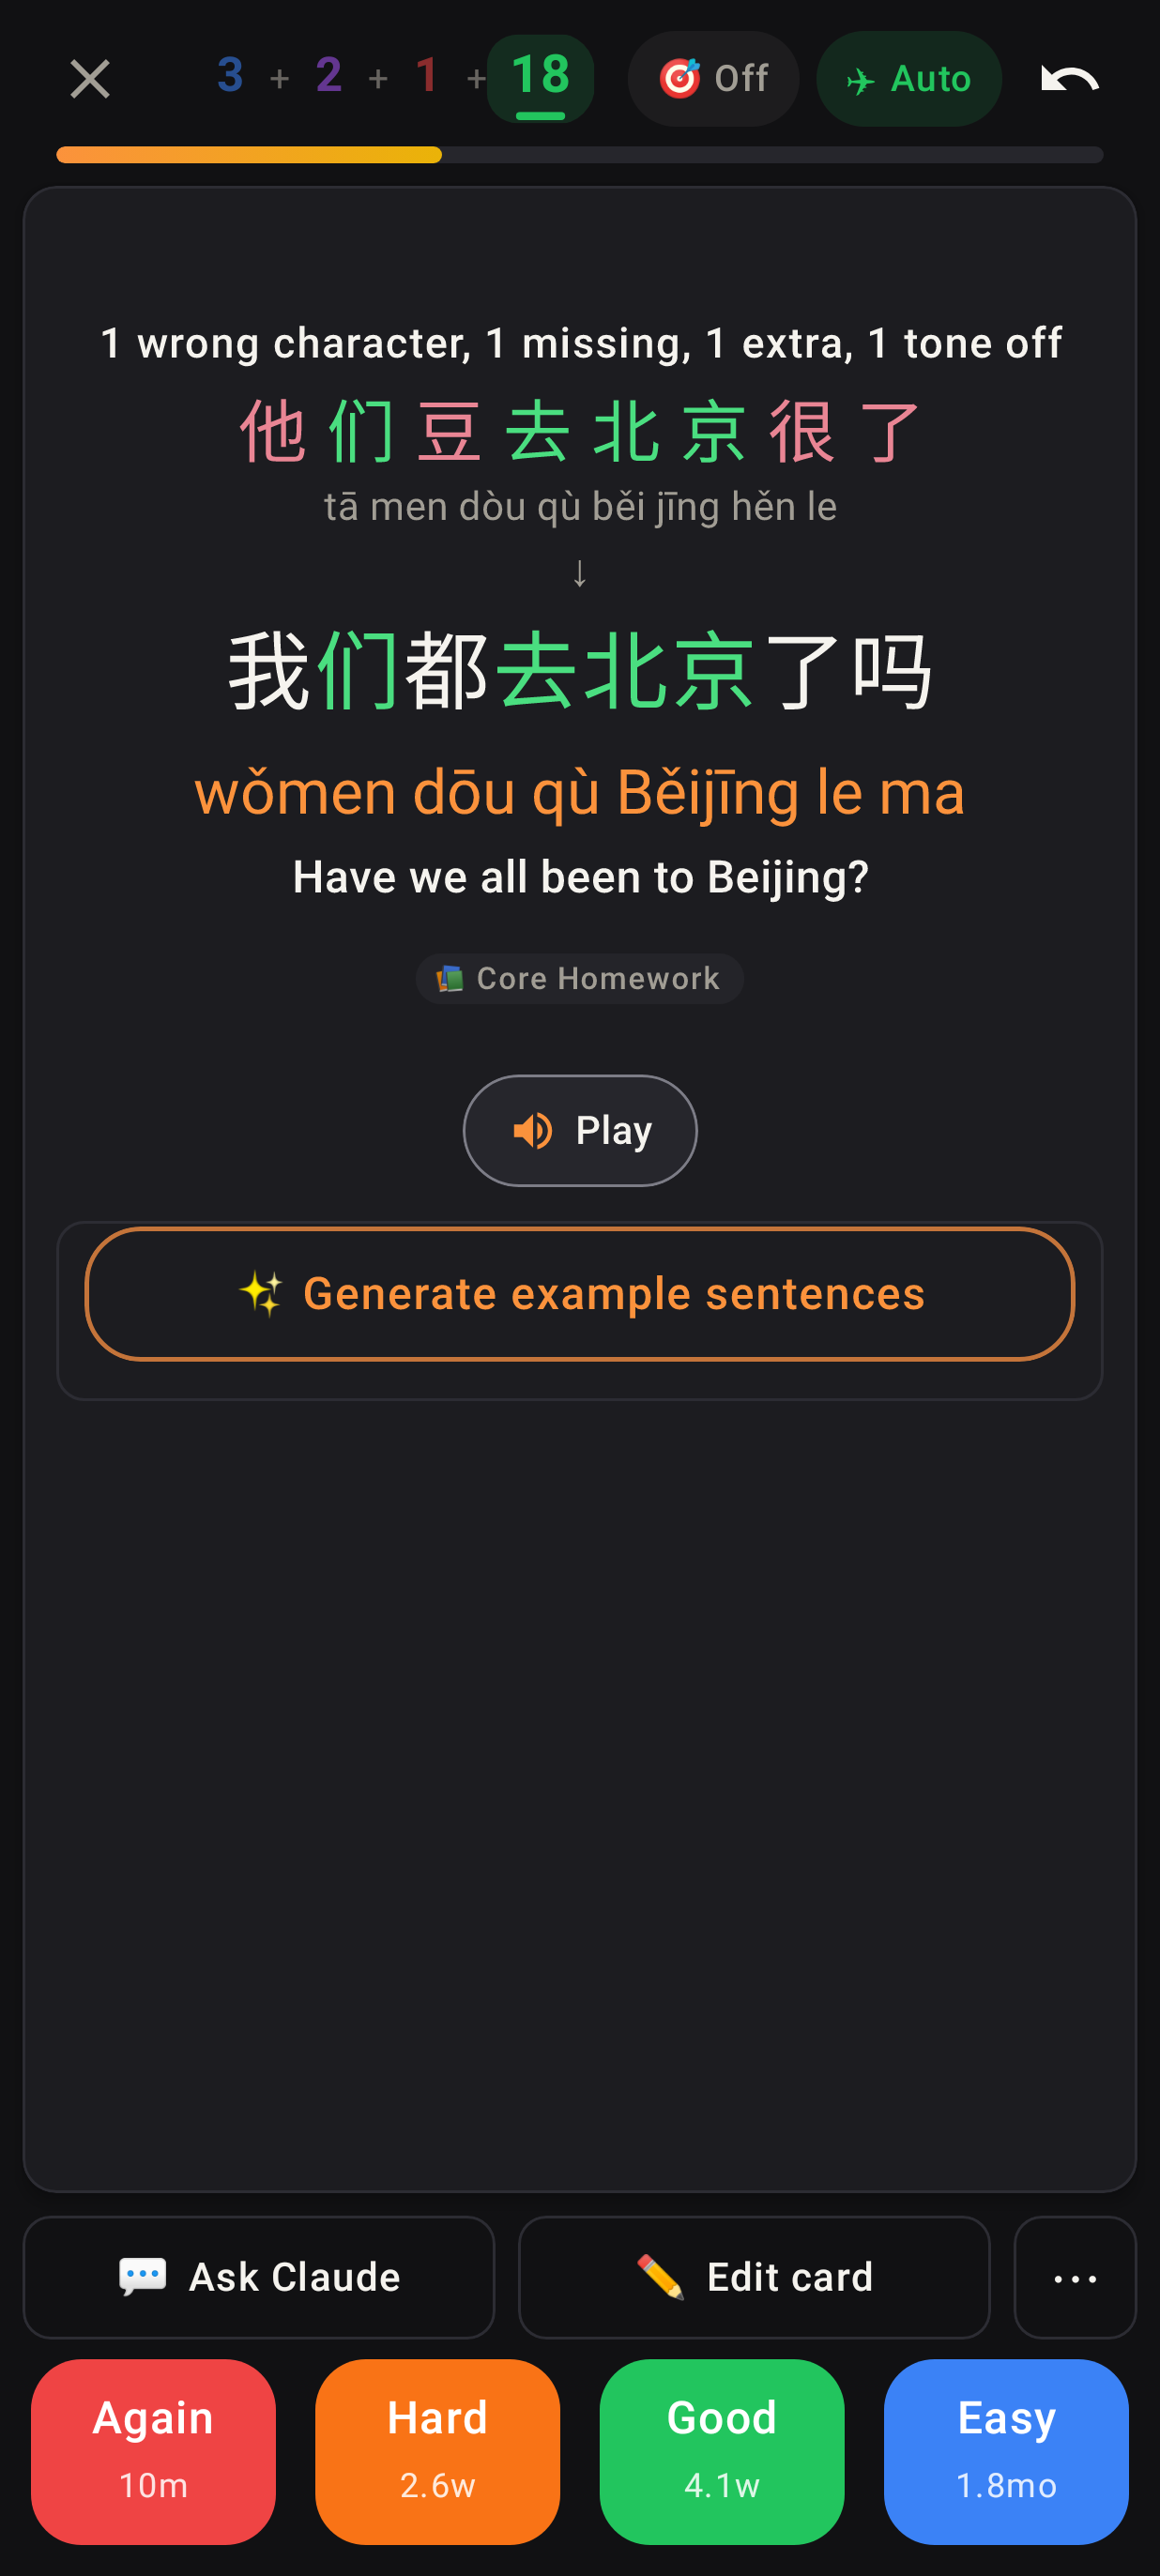 3 + 2 + 1 + 18 Off Auto
1 wrong character, 1 missing, 1 extra, 1 tone off
他 们 豆 去 北 京 很 了
tā men dòu qù běi jīng hěn le
↓
我们都去北京了吗
wǒmen dōu qù Běijīng le ma
Have we all been to Beijing?
Core Homework
Play
Generate example sentences
Ask Claude Edit card ...
Again Hard Good Easy
10m 2.6w 4.1w 1.8mo